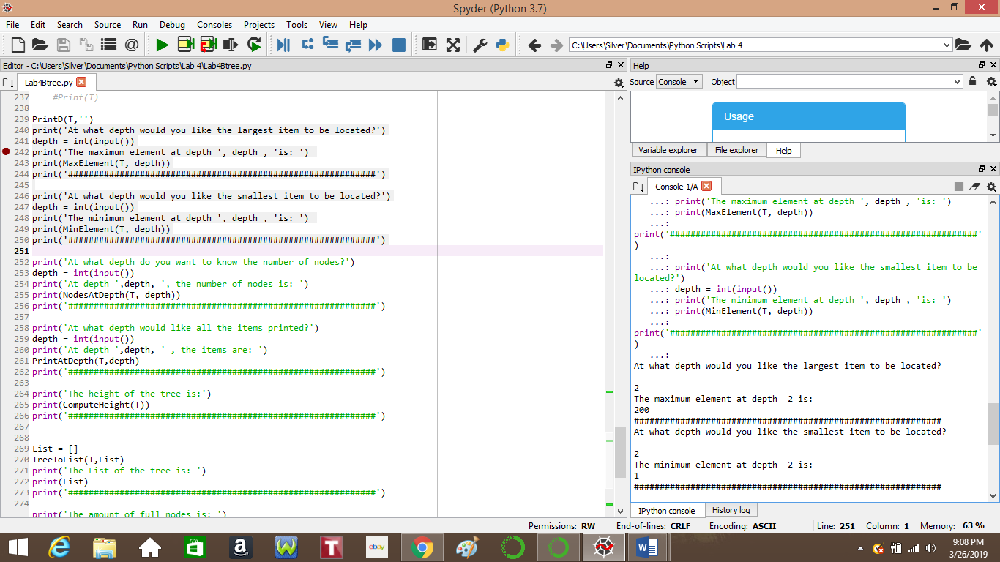 Spyder (Python 3.7)
File Edit Search Source Run Debug Consoles Projects Tools View Help
C:\Users\Silver\Documents\Python Scripts\Lab 4
Editor - C:\Users\Silver\Documents\Python Scripts\Lab 4\Lab4Btree.py
Lab4Btree.py
237     #Print(T)
238
239 PrintD(T,'')
240 print('At what depth would you like the largest item to be located?')
241 depth = int(input())
242 print('The maximum element at depth ', depth , 'is: ')
243 print(MaxElement(T, depth))
244 print('############################################################')
245
246 print('At what depth would you like the smallest item to be located?')
247 depth = int(input())
248 print('The minimum element at depth ', depth , 'is: ')
249 print(MinElement(T, depth))
250 print('############################################################')
251
252 print('At what depth do you want to know the number of nodes?')
253 depth = int(input())
254 print('At depth ',depth, ', the number of nodes is: ')
255 print(NodesAtDepth(T, depth))
256 print('############################################################')
257
258 print('At what depth would like all the items printed?')
259 depth = int(input())
260 print('At depth ',depth, ' , the items are: ')
261 PrintAtDepth(T,depth)
262 print('############################################################')
263
264 print('The height of the tree is:')
265 print(ComputeHeight(T))
266 print('############################################################')
267
268
269 List = []
270 TreeToList(T,List)
271 print('The List of the tree is: ')
272 print(List)
273 print('############################################################')
274
print('The amount of full nodes is: ')
Help
Source Console Object
Usage
Variable explorer File explorer Help
IPython console
Console 1/A
...: print('The maximum element at depth ', depth , 'is: ')
...: print(MaxElement(T, depth))
...:
print('############################################################'
)
...:
...: print('At what depth would you like the smallest item to be
located?')
...: depth = int(input())
...: print('The minimum element at depth ', depth , 'is: ')
...: print(MinElement(T, depth))
...:
print('############################################################'
)
...:
At what depth would you like the largest item to be located?
2
The maximum element at depth  2 is:
200
############################################################
At what depth would you like the smallest item to be located?
2
The minimum element at depth  2 is:
1
############################################################
IPython console History log
Permissions: RW End-of-lines: CRLF Encoding: ASCII Line: 251 Column: 1 Memory: 63 %
a W T ebay W
9:08 PM
3/26/2019